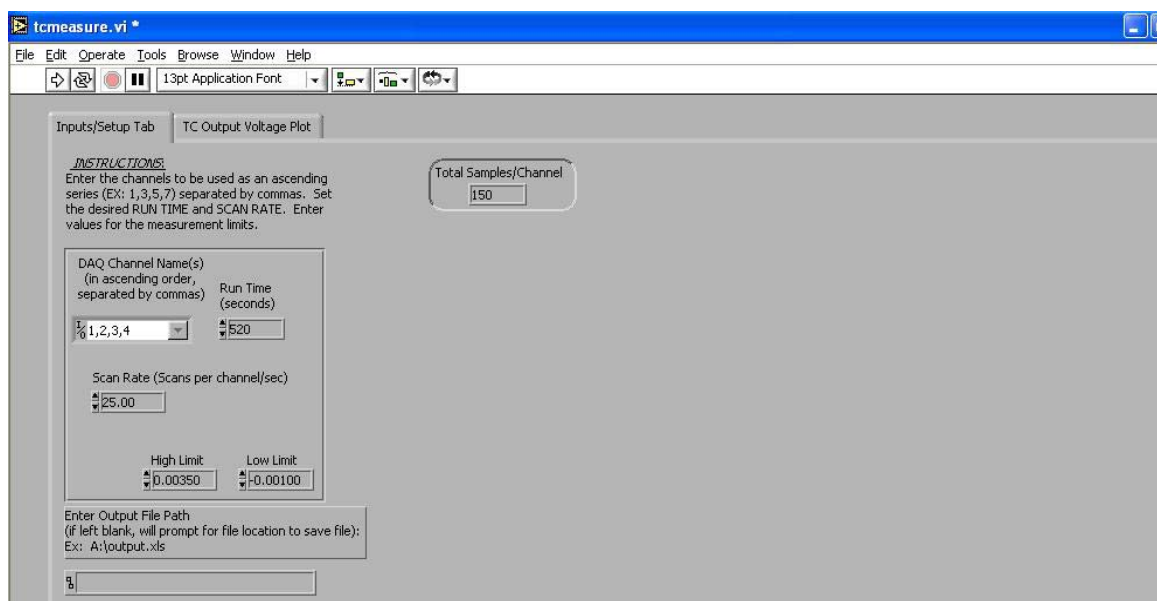 tcmeasure.vi *
File Edit Operate Tools Browse Window Help
13pt Application Font
Inputs/Setup Tab TC Output Voltage Plot
INSTRUCTIONS:
Enter the channels to be used as an ascending
series (EX: 1,3,5,7) separated by commas. Set
the desired RUN TIME and SCAN RATE. Enter
values for the measurement limits.
Total Samples/Channel
150
DAQ Channel Name(s)
(in ascending order,
separated by commas)
Run Time
(seconds)
1,2,3,4
520
Scan Rate (Scans per channel/sec)
25.00
High Limit Low Limit
0.00350 -0.00100
Enter Output File Path
(if left blank, will prompt for file location to save file):
Ex: A:\output.xls